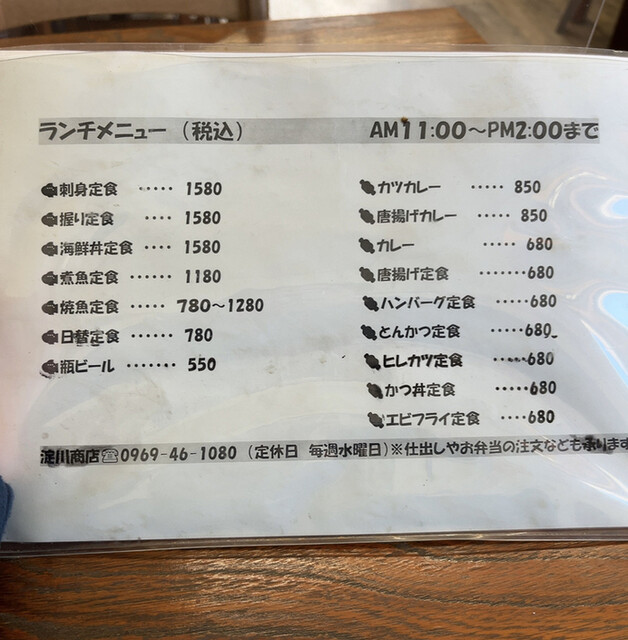 ランチメニュー（税込） AM11:00～PM2:00まで
刺身定食 ····· 1580
握り定食 ···· 1580
海鮮丼定食 ···· 1580
煮魚定食 ······ 1180
焼魚定食 ····· 780～1280
日替定食 ······ 780
瓶ビール ······· 550
カツカレー ····· 850
唐揚げカレー ····· 850
カレー ····· 680
唐揚げ定食 ·······680
ハンバーグ定食 ·····680
とんかつ定食 ·····680
ヒレカツ定食 ·····680
かつ丼定食 ·····680
エビフライ定食 ····680
淀川商店☎0969-46-1080（定休日 毎週水曜日）※仕出しやお弁当の注文なども承ります